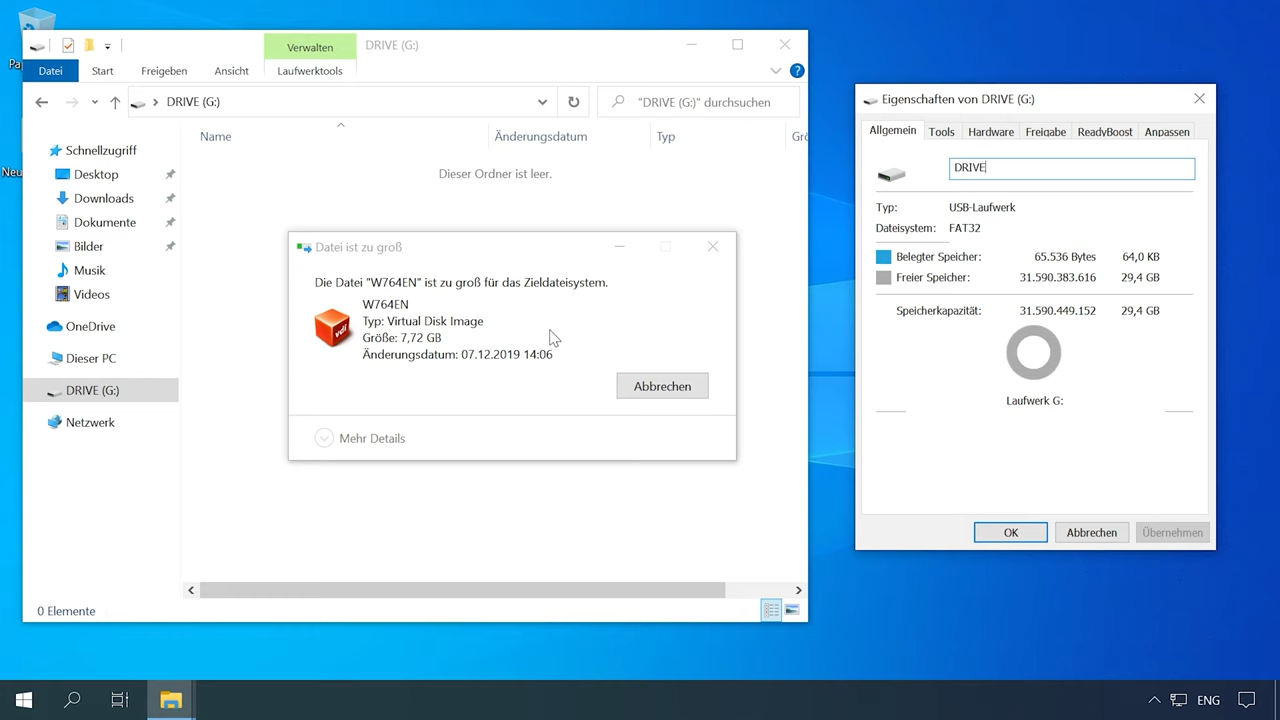 Pa
Neu
Verwalten
DRIVE (G:)
Datei
Start
Freigeben
Ansicht
Laufwerktools
?
DRIVE (G:)
"DRIVE (G:)" durchsuchen
Name
Änderungsdatum
Typ
Grö
Dieser Ordner ist leer.
Schnellzugriff
Desktop
Downloads
Dokumente
Bilder
Musik
Videos
OneDrive
Dieser PC
DRIVE (G:)
Netzwerk
0 Elemente
Datei ist zu groß
Die Datei "W764EN" ist zu groß für das Zieldateisystem.
vdi
W764EN
Typ: Virtual Disk Image
Größe: 7,72 GB
Änderungsdatum: 07.12.2019 14:06
Abbrechen
Mehr Details
Eigenschaften von DRIVE (G:)
Allgemein
Tools
Hardware
Freigabe
ReadyBoost
Anpassen
DRIVE
Typ: USB-Laufwerk
Dateisystem: FAT32
Belegter Speicher: 65.536 Bytes 64,0 KB
Freier Speicher: 31.590.383.616 29,4 GB
Speicherkapazität: 31.590.449.152 29,4 GB
Laufwerk G:
OK
Abbrechen
Übernehmen
ENG